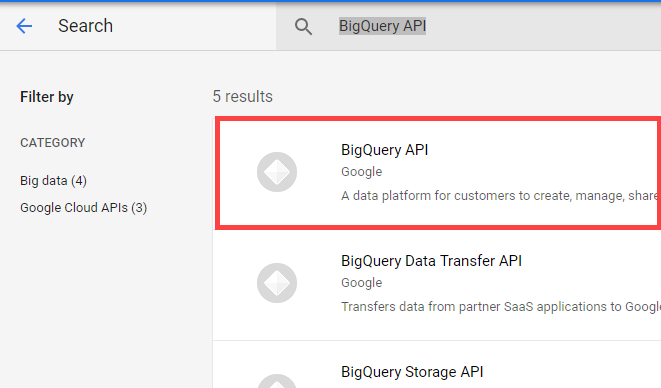 Search
BigQuery API
Filter by
5 results
CATEGORY
Big data (4)
Google Cloud APIs (3)
BigQuery API
Google
A data platform for customers to create, manage, share
BigQuery Data Transfer API
Google
Transfers data from partner SaaS applications to Google
BigQuery Storage API